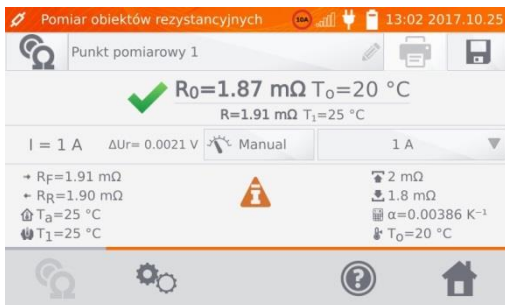 Pomiar obiektów rezystancyjnych 10A 13:02 2017.10.25
Punkt pomiarowy 1
R₀=1.87 mΩ T₀=20 °C
R=1.91 mΩ T₁=25 °C
I = 1 A ΔUr= 0.0021 V Manual 1 A
R_F=1.91 mΩ 2 mΩ
R_R=1.90 mΩ 1.8 mΩ
Tₐ=25 °C α=0.00386 K⁻¹
T₁=25 °C T₀=20 °C